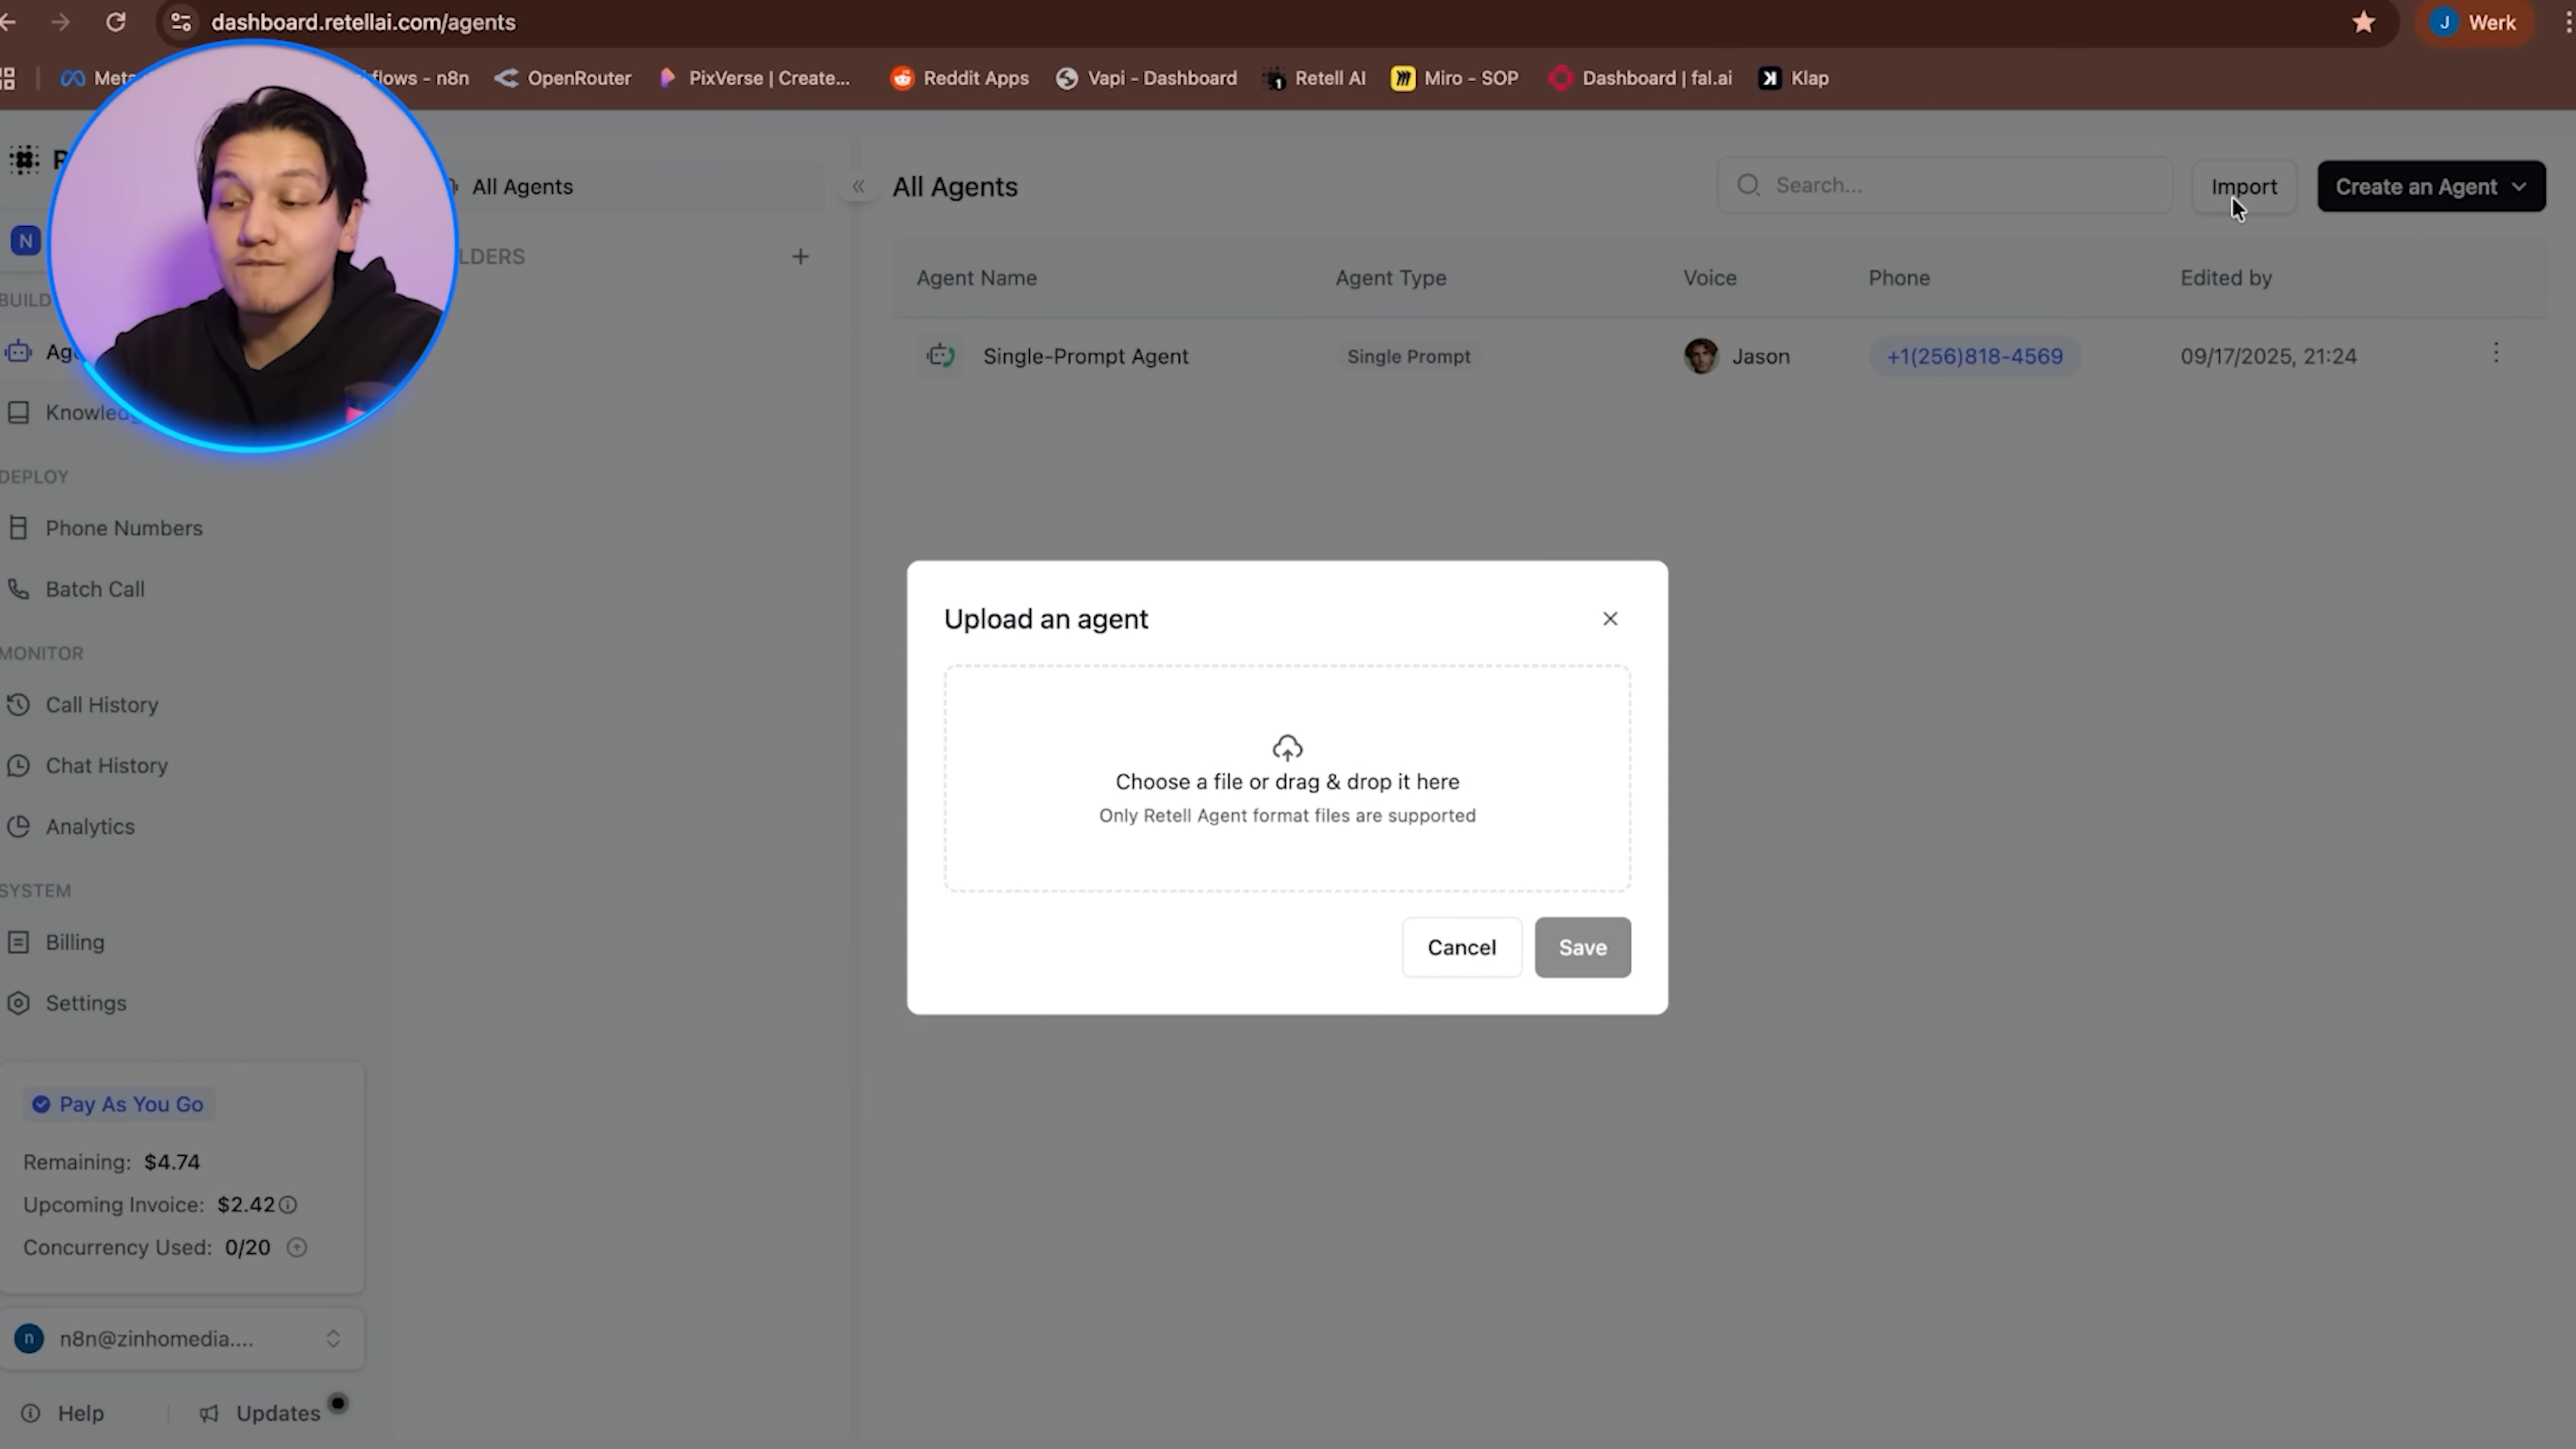 dashboard.retellai.com/agents
J Werk
Meta
flows - n8n
OpenRouter
PixVerse | Create...
Reddit Apps
Vapi - Dashboard
1 Retell AI
Miro - SOP
Dashboard | fal.ai
Klap
All Agents
All Agents
Search...
Import
Create an Agent
N
LDERS
BUILD
Agent Name
Agent Type
Voice
Phone
Edited by
Single-Prompt Agent
Single Prompt
Jason
+1(256)818-4569
09/17/2025, 21:24
Age
Knowled
DEPLOY
Phone Numbers
Batch Call
MONITOR
Call History
Chat History
Analytics
SYSTEM
Billing
Settings
Upload an agent
Choose a file or drag & drop it here
Only Retell Agent format files are supported
Cancel
Save
Pay As You Go
Remaining: $4.74
Upcoming Invoice: $2.42
Concurrency Used: 0/20
n n8n@zinhomedia....
Help
Updates